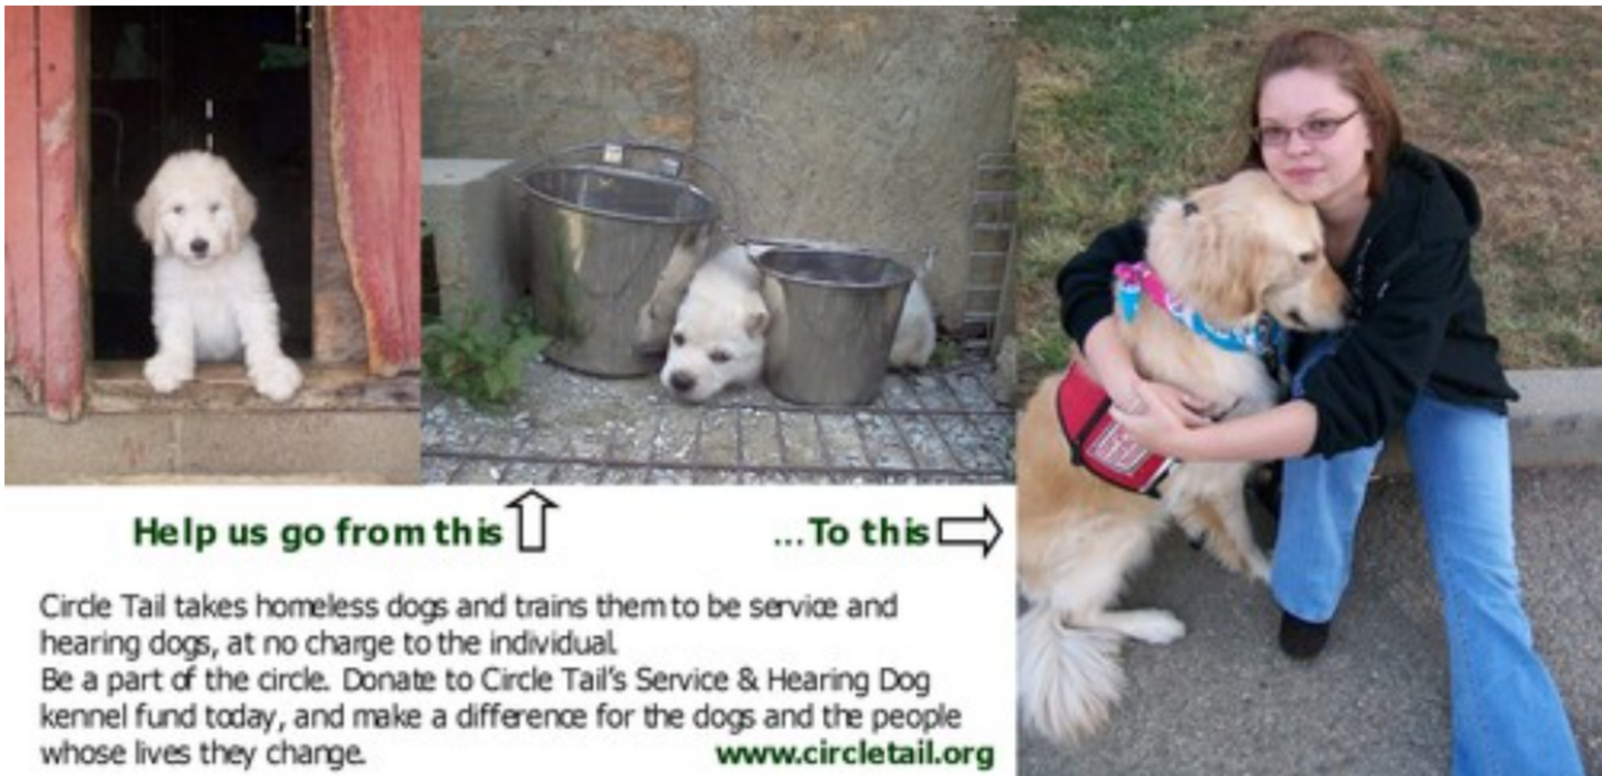 Help us go from this
...To this
Circle Tail takes homeless dogs and trains them to be service and
hearing dogs, at no charge to the individual.
Be a part of the circle. Donate to Circle Tail's Service & Hearing Dog
kennel fund today, and make a difference for the dogs and the people
whose lives they change.
www.circletail.org